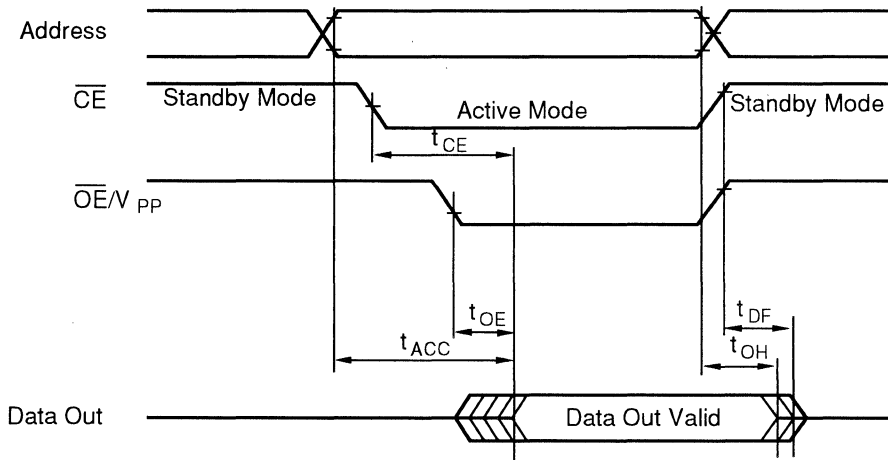 Address
CE
Standby Mode
Active Mode
Standby Mode
tCE
OE/VPP
tOE
tDF
tACC
tOH
Data Out
Data Out Valid